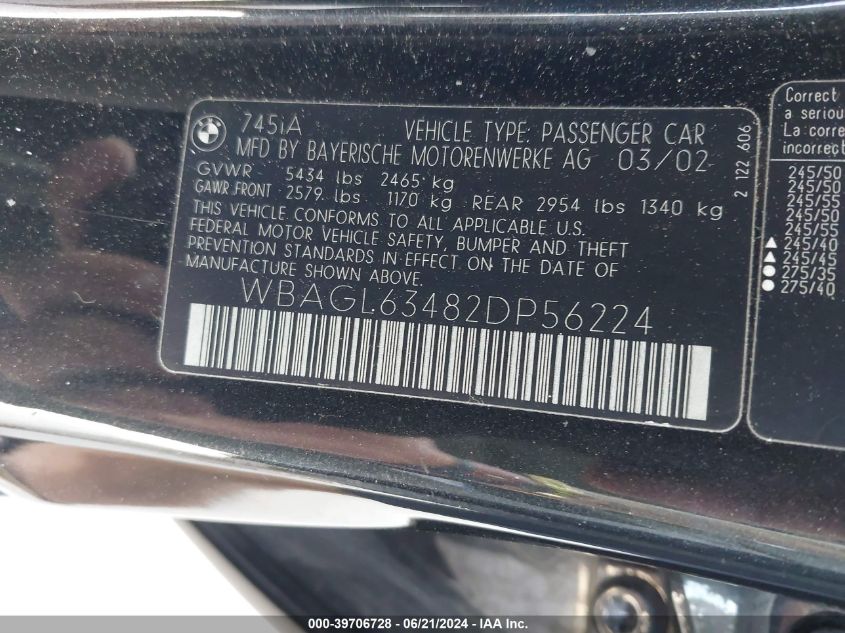 BMW
745iA VEHICLE TYPE: PASSENGER CAR
MFD BY BAYERISCHE MOTORENWERKE AG 03/02
GVWR 5434 lbs 2465 kg
GAWR FRONT 2579 lbs 1170 kg REAR 2954 lbs 1340 kg
THIS VEHICLE CONFORMS TO ALL APPLICABLE U.S.
FEDERAL MOTOR VEHICLE SAFETY, BUMPER AND THEFT
PREVENTION STANDARDS IN EFFECT ON THE DATE OF
MANUFACTURE SHOWN ABOVE.
WBAGL63482DP56224
2 122 606
Correct
a seriou
La corre
incorrect
245/50
245/50
245/55
245/50
245/55
▲ 245/40
▲ 245/45
● 275/35
● 275/40
000-39706728 - 06/21/2024 - © IAA Inc.